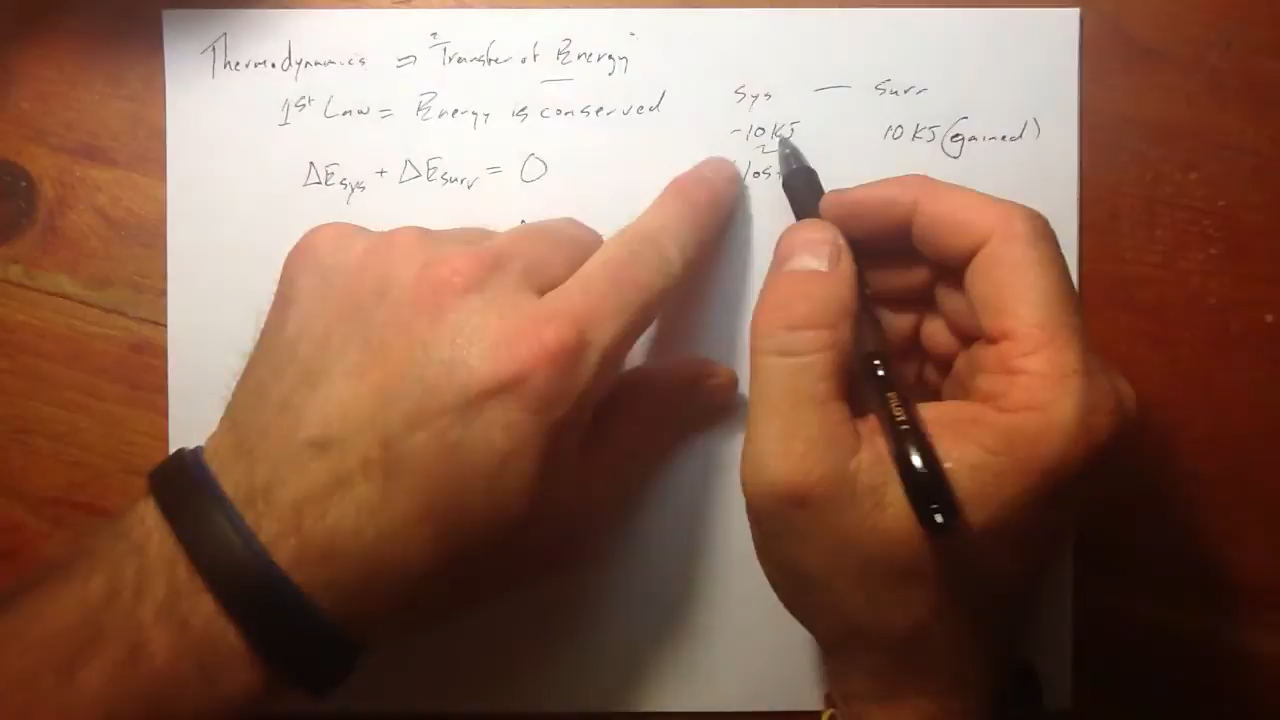 Thermodynamics ⇒ "Transfer of Energy"
1st Law = Energy is conserved
ΔEsys + ΔEsurr = 0
Sys — Surr
-10 KJ 10 KJ (gained)
PILOT